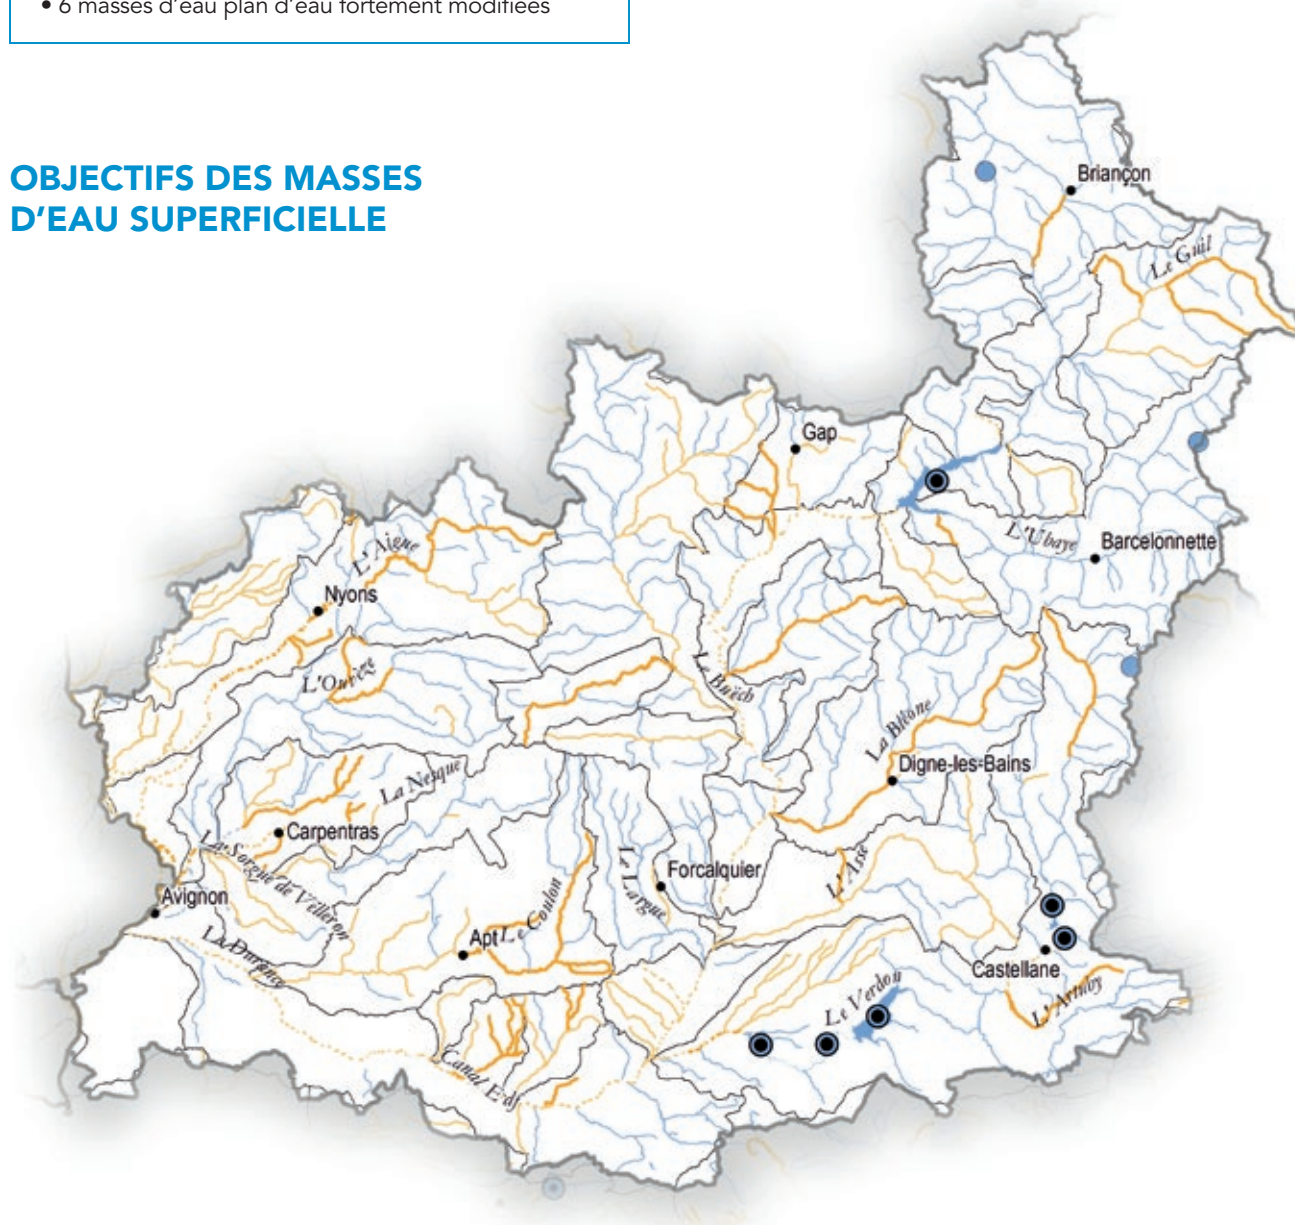 • 6 masses d'eau plan d'eau fortement modifiées
OBJECTIFS DES MASSES
D'EAU SUPERFICIELLE
Briançon
Le Guil
Gap
L'Ubaye
Barcelonnette
L'Aigue
Nyons
L'Ouvèze
Le Buëch
La Bléone
Digne-les-Bains
La Nesque
Carpentras
La Sorgue de Velleron
Forcalquier
Le Largue
L'Asse
Avignon
Apt
Le Coulon
La Durance
Castellane
L'Artuby
Le Verdon
Canal Edf